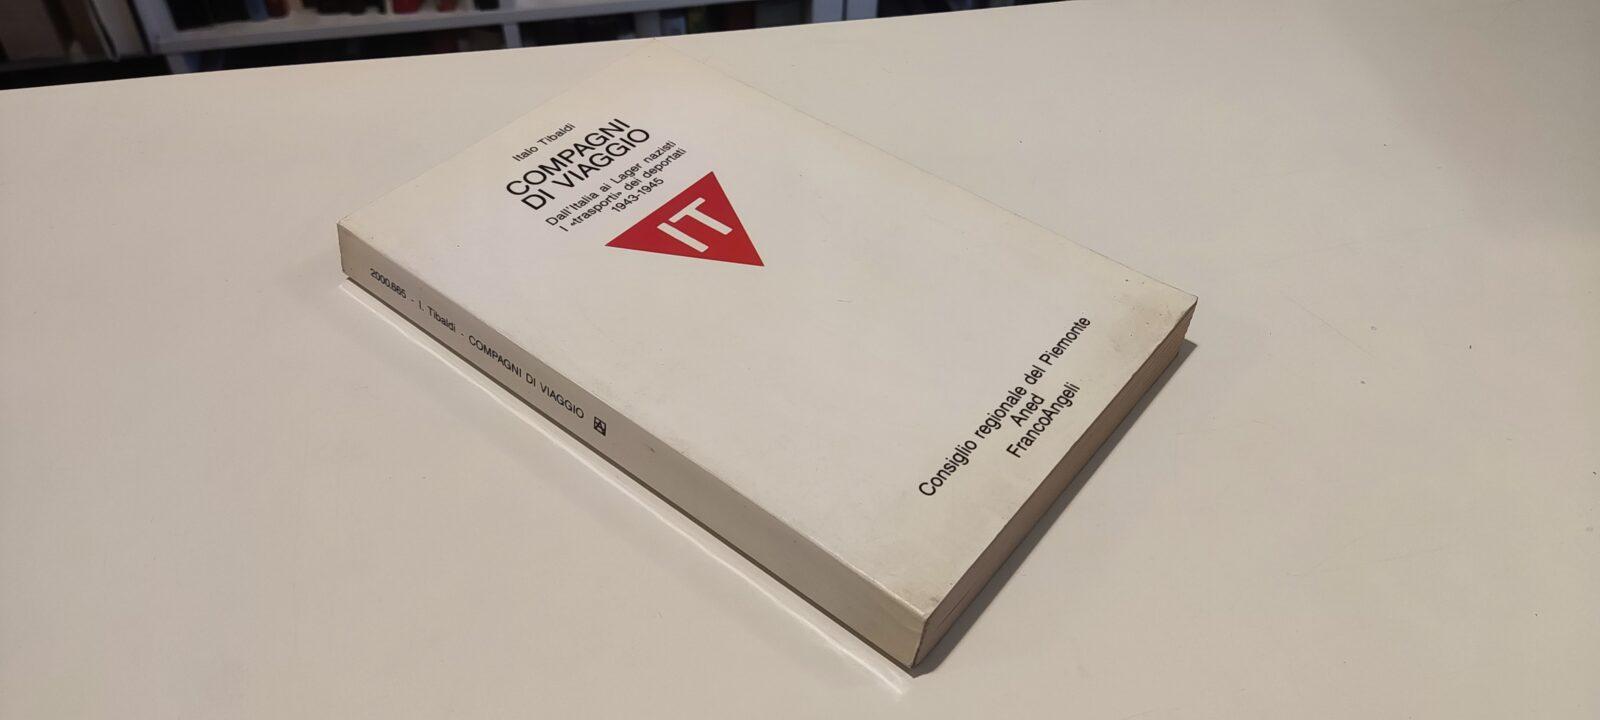 Italo Tibaldi
COMPAGNI
DI VIAGGIO
Dall'Italia ai Lager nazisti
I «trasporti» dei deportati
1943-1945
IT
Consiglio regionale del Piemonte
Aned
FrancoAngeli
2000.665 - I. Tibaldi - COMPAGNI DI VIAGGIO